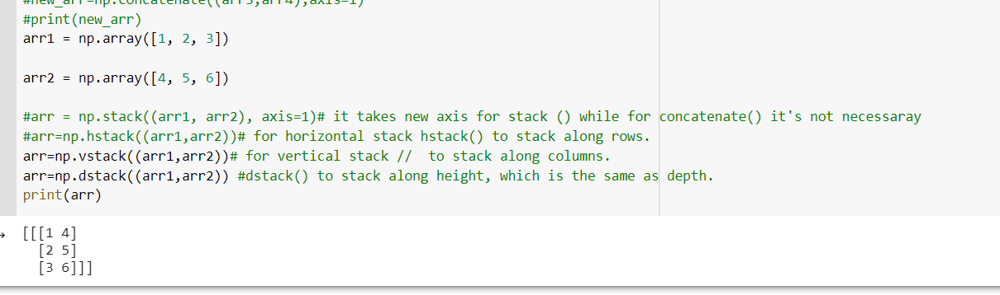 #new_arr=np.concatenate((arr3,arr4),axis=1)
#print(new_arr)
arr1 = np.array([1, 2, 3])
arr2 = np.array([4, 5, 6])
#arr = np.stack((arr1, arr2), axis=1)# it takes new axis for stack () while for concatenate() it's not necessaray
#arr=np.hstack((arr1,arr2))# for horizontal stack hstack() to stack along rows.
arr=np.vstack((arr1,arr2))# for vertical stack //  to stack along columns.
arr=np.dstack((arr1,arr2)) #dstack() to stack along height, which is the same as depth.
print(arr)
[[[1 4]
  [2 5]
  [3 6]]]